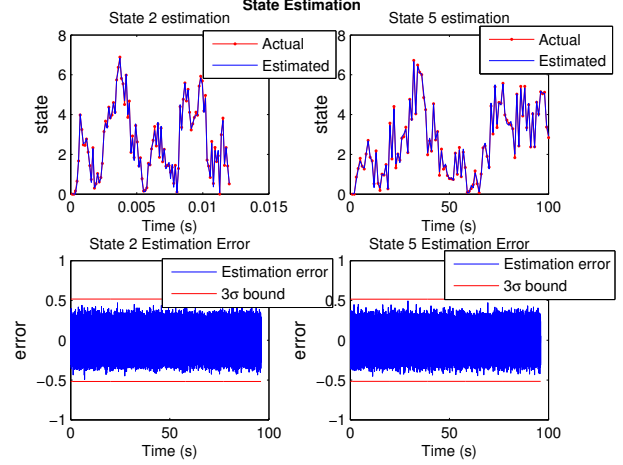 State Estimation
State 2 estimation
State 5 estimation
Actual
Estimated
Actual
Estimated
8
6
4
2
0
state
0
0.005
0.01
0.015
Time (s)
8
6
4
2
0
state
0
50
100
Time (s)
State 2 Estimation Error
State 5 Estimation Error
Estimation error
3σ bound
Estimation error
3σ bound
1
0.5
0
−0.5
−1
error
0
50
100
Time (s)
1
0.5
0
−0.5
−1
error
0
50
100
Time (s)